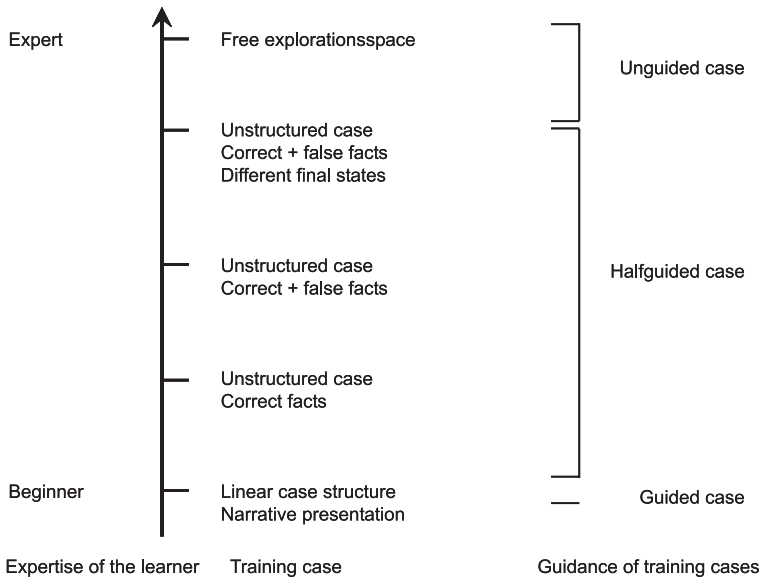 Expert
Free explorationsspace
Unguided case
Unstructured case
Correct + false facts
Different final states
Unstructured case
Correct + false facts
Halfguided case
Unstructured case
Correct facts
Beginner
Linear case structure
Narrative presentation
Guided case
Expertise of the learner
Training case
Guidance of training cases